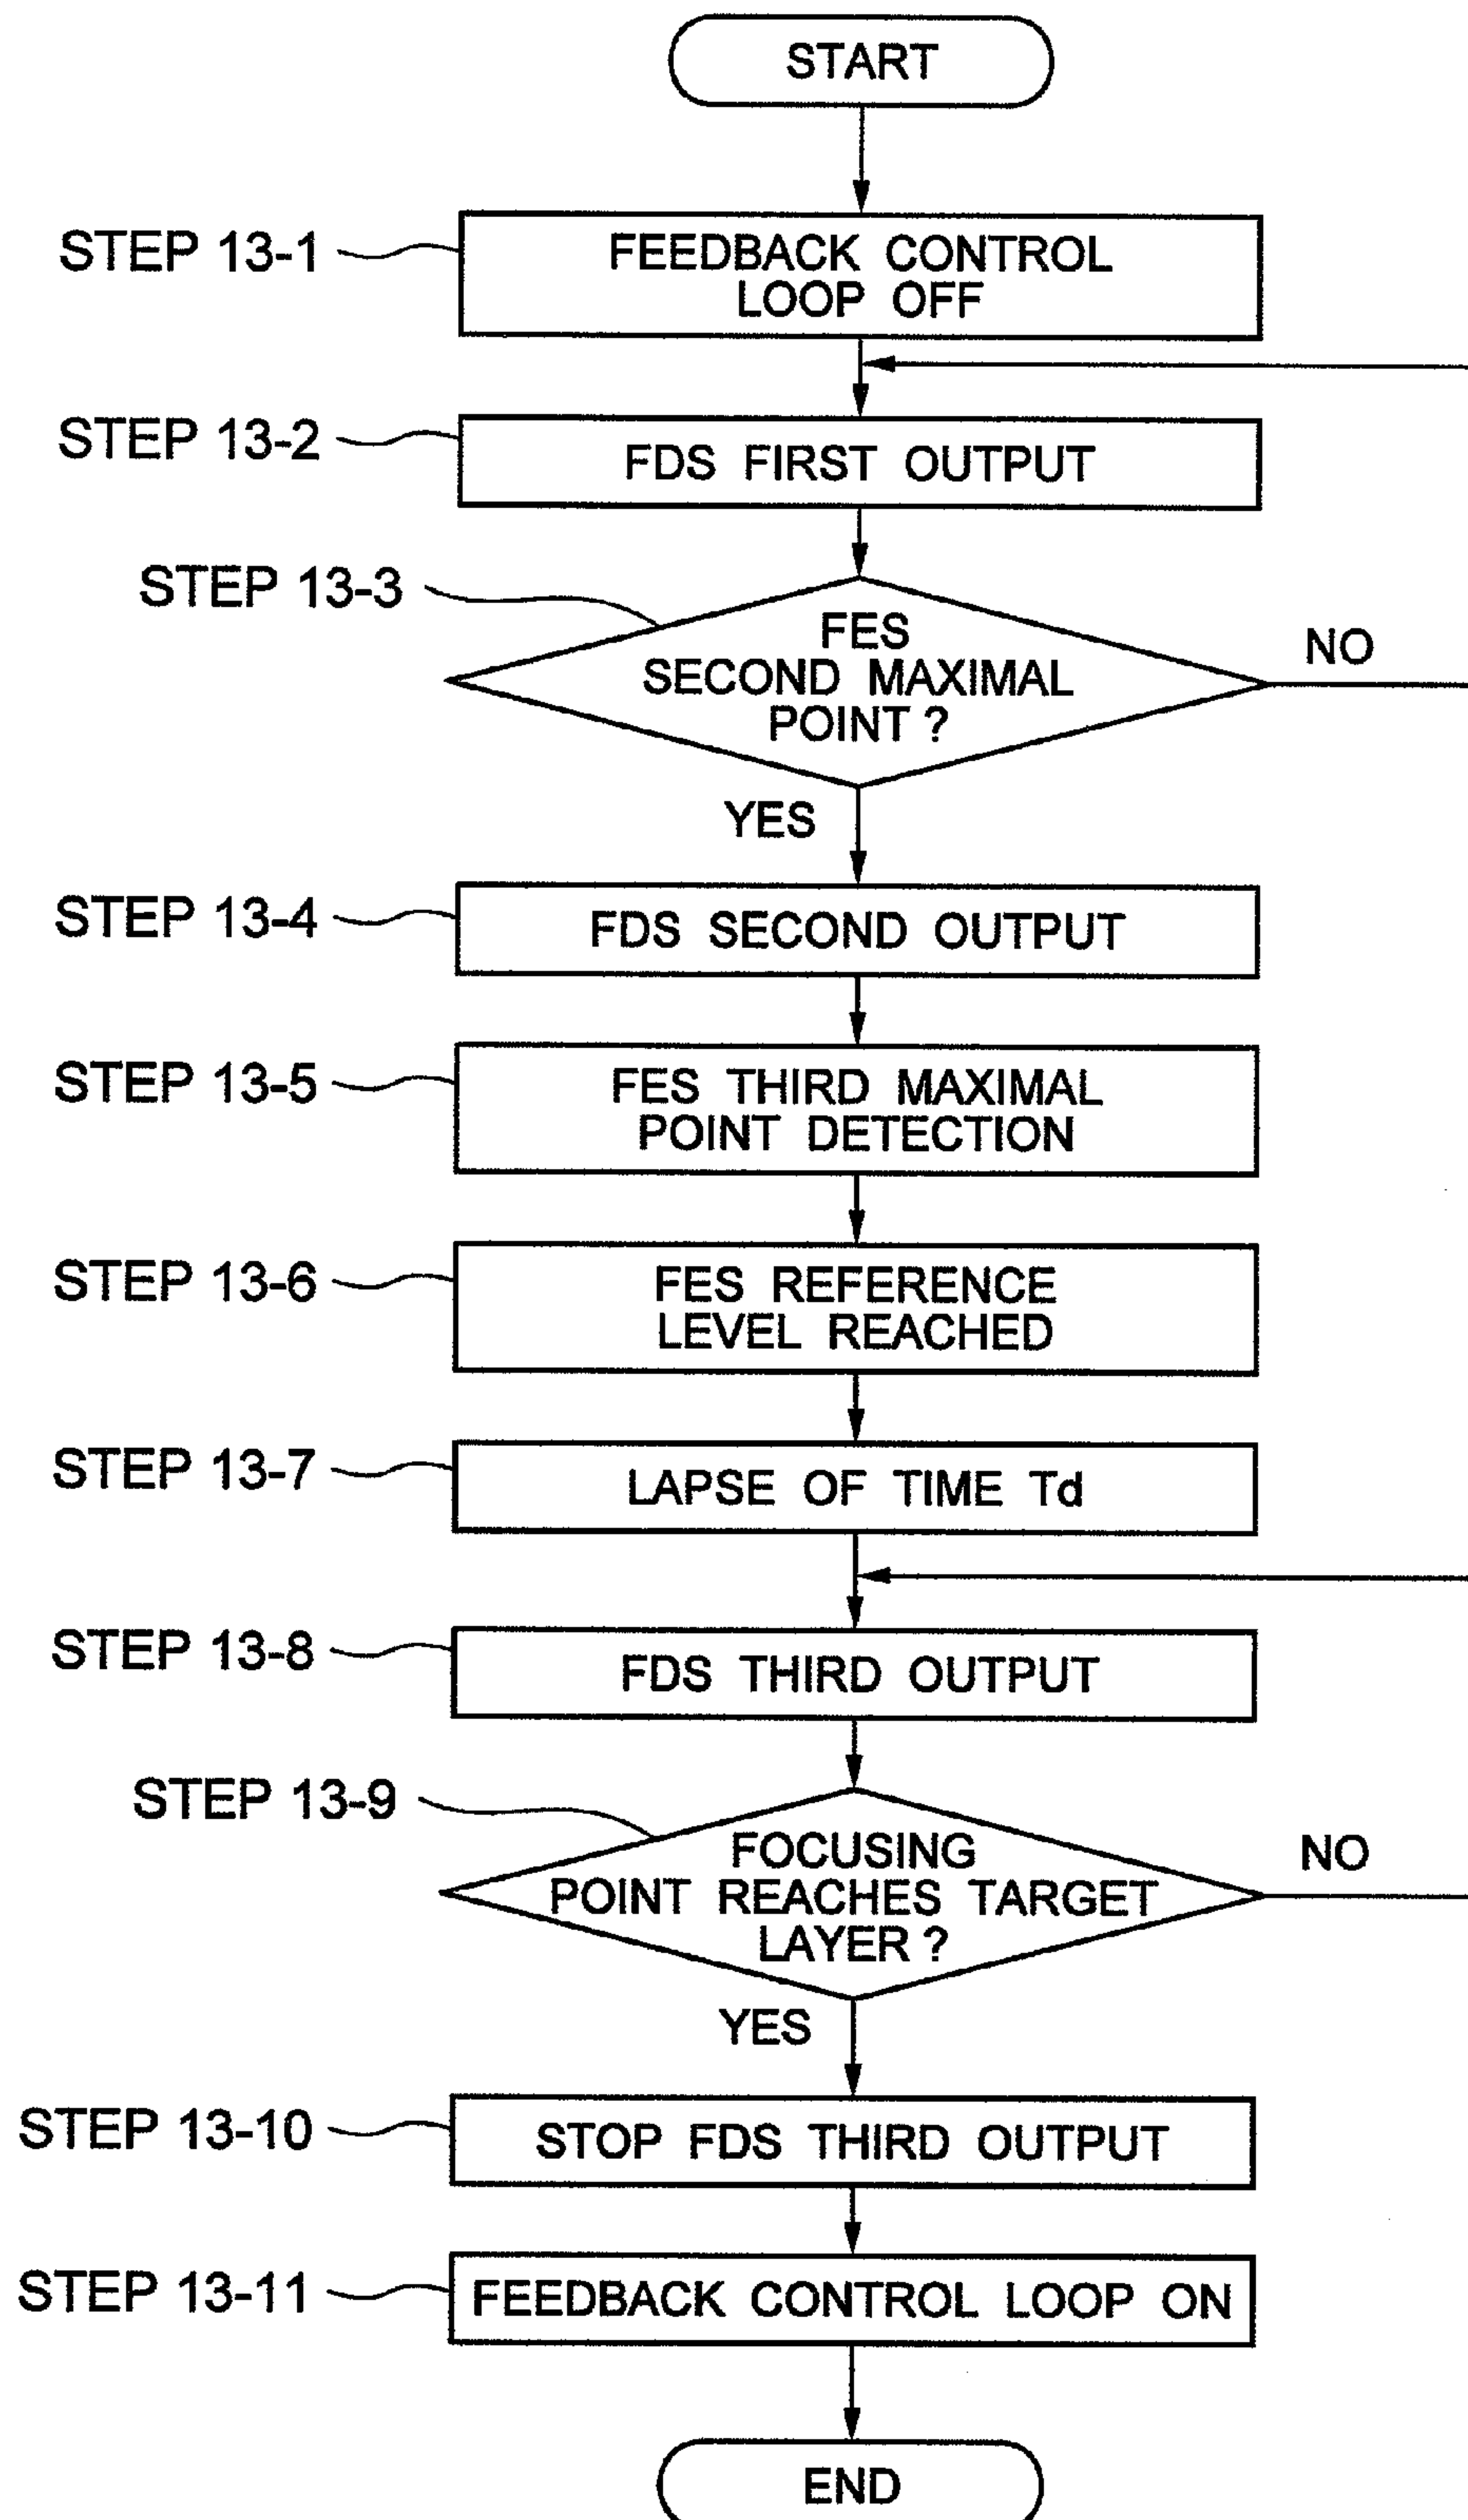 START
STEP 13-1
FEEDBACK CONTROL
LOOP OFF
STEP 13-2
FDS FIRST OUTPUT
STEP 13-3
FES
SECOND MAXIMAL
POINT ?
NO
YES
STEP 13-4
FDS SECOND OUTPUT
STEP 13-5
FES THIRD MAXIMAL
POINT DETECTION
STEP 13-6
FES REFERENCE
LEVEL REACHED
STEP 13-7
LAPSE OF TIME Td
STEP 13-8
FDS THIRD OUTPUT
STEP 13-9
FOCUSING
POINT REACHES TARGET
LAYER ?
NO
YES
STEP 13-10
STOP FDS THIRD OUTPUT
STEP 13-11
FEEDBACK CONTROL LOOP ON
END